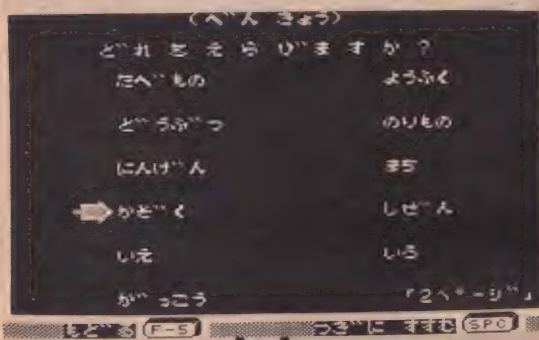 (べんきょう)
どれをえらびますか?
たべもの ようふく
どうぶつ のりもの
にんげん まち
かぞく しぜん
いえ いろ
がっこう 「2ページ」
もどる F-5 つぎに すすむ SPC